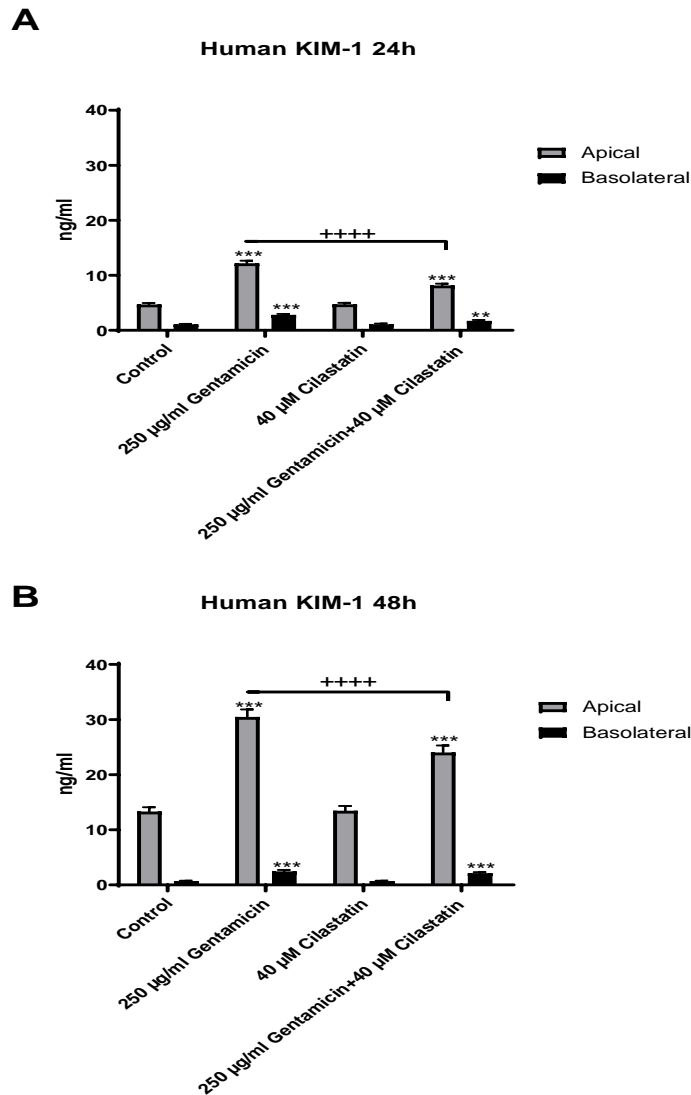 A
Human KIM-1 24h
40
30
20
10
0
ng/ml
++++
***
***
***
**
Apical
Basolateral
Control
250 µg/ml Gentamicin
40 µM Cilastatin
250 µg/ml Gentamicin+40 µM Cilastatin
B
Human KIM-1 48h
40
30
20
10
0
ng/ml
++++
***
***
***
***
Apical
Basolateral
Control
250 µg/ml Gentamicin
40 µM Cilastatin
250 µg/ml Gentamicin+40 µM Cilastatin